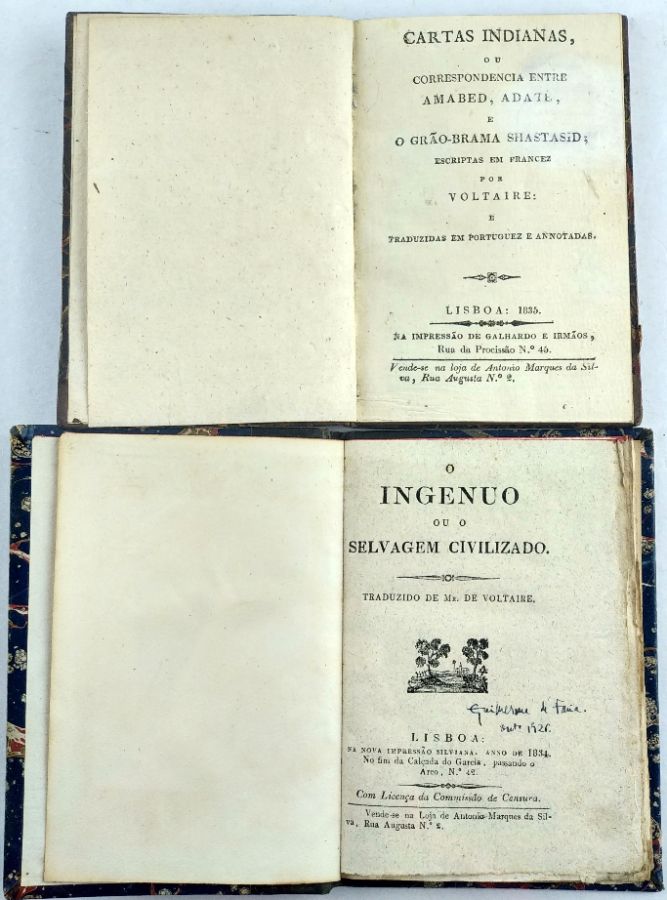 CARTAS INDIANAS,
OU
CORRESPONDENCIA ENTRE
AMABED, ADATÉ,
E
O GRÃO-BRAMA SHASTASID;
ESCRIPTAS EM FRANCEZ
POR
VOLTAIRE:
E
TRADUZIDAS EM PORTUGUEZ E ANNOTADAS.
LISBOA: 1835.
NA IMPRESSÃO DE GALHARDO E IRMÃOS,
Rua da Procissão N.º 45.
Vende-se na loja de Antonio Marques da Sil-
va, Rua Augusta N.º 2.
O
INGENUO
OU O
SELVAGEM CIVILIZADO.
TRADUZIDO DE MR. DE VOLTAIRE.
Guilherme de Faria.
LISBOA:
NA NOVA IMPRESSÃO SILVIANA. ANNO DE 1834.
No fim da Calçada do Garcia, passando o
Arco, N.º 42.
Com Licença da Commissão de Censura.
Vende-se na Loja de Antonio Marques da Sil-
va, Rua Augusta N.º 2.